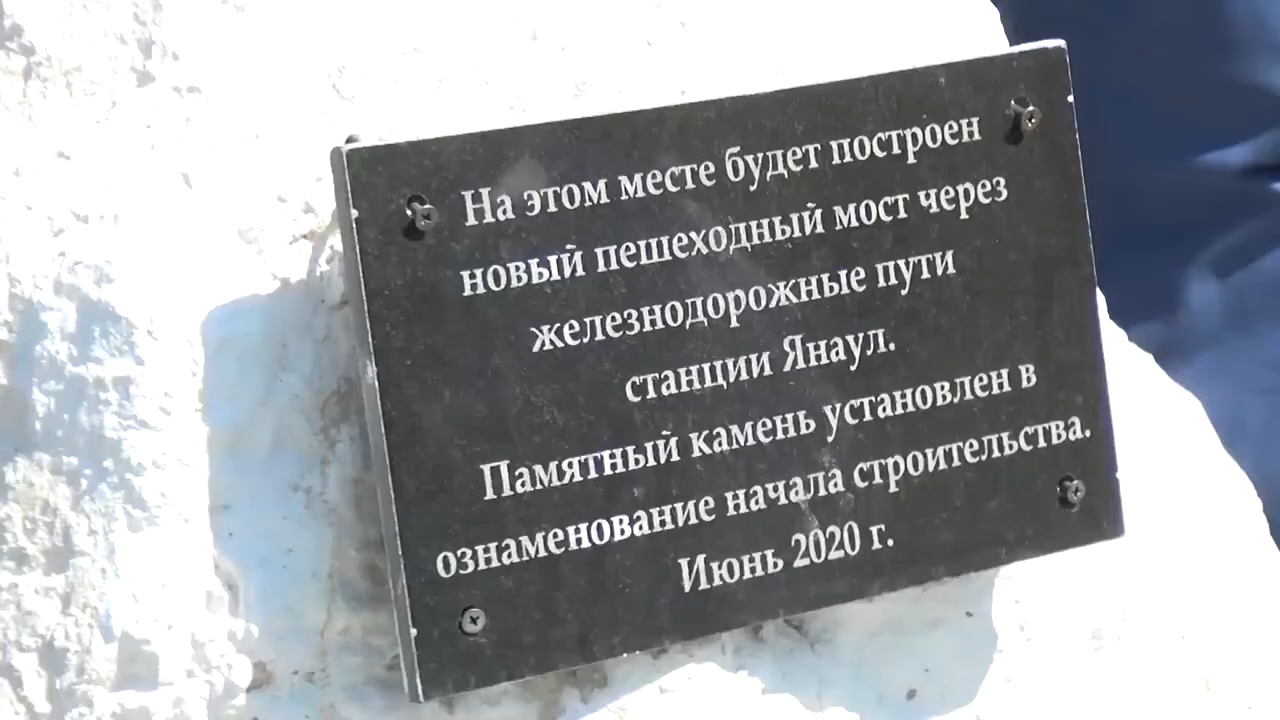 На этом месте будет построен
новый пешеходный мост через
железнодорожные пути
станции Янаул.
Памятный камень установлен в
ознаменование начала строительства.
Июнь 2020 г.